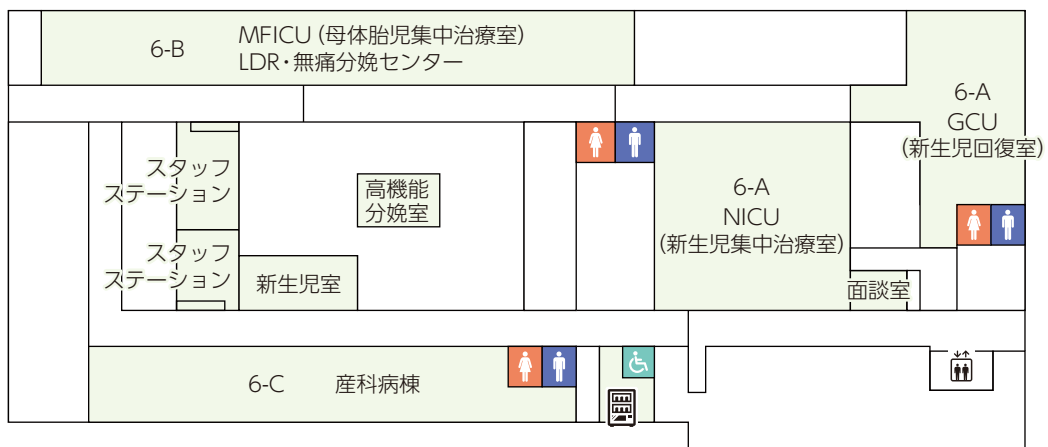 6-B MFICU (母体胎児集中治療室)
LDR・無痛分娩センター
6-A
GCU
(新生児回復室)
スタッフ
ステーション
高機能
分娩室
6-A
NICU
(新生児集中治療室)
スタッフ
ステーション
新生児室
面談室
6-C 産科病棟